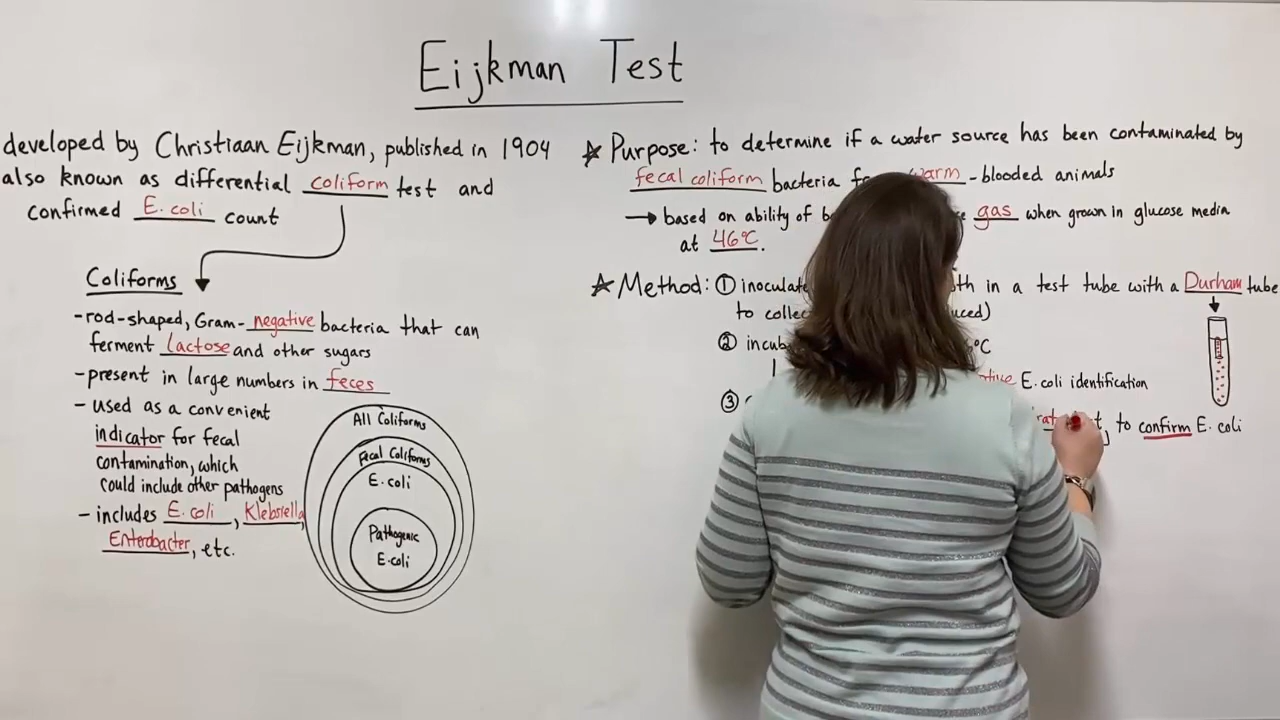 Eijkman Test
developed by Christiaan Eijkman, published in 1904
also known as differential coliform test and
confirmed E. coli count
Coliforms
-rod-shaped, Gram-negative bacteria that can
ferment lactose and other sugars
-present in large numbers in feces
- used as a convenient
indicator for fecal
contamination, which
could include other pathogens
- includes E. coli, Klebsiella,
Enterobacter, etc.
All Coliforms
Fecal Coliforms
E. coli
Pathogenic
E. coli
Purpose: to determine if a water source has been contaminated by
fecal coliform bacteria warm-blooded animals
→ based on ability of gas when grown in glucose media
at 46°C.
Method: ① in a test tube with a Durham tube
to
② °C
E. coli identification
③ to confirm E. coli